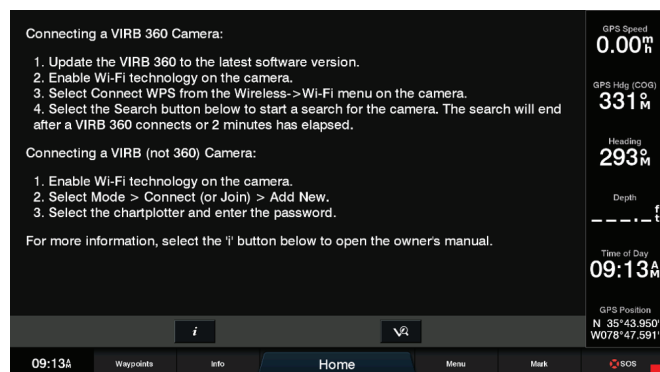 Connecting a VIRB 360 Camera:
1. Update the VIRB 360 to the latest software version.
2. Enable Wi-Fi technology on the camera.
3. Select Connect WPS from the Wireless->Wi-Fi menu on the camera.
4. Select the Search button below to start a search for the camera. The search will end
after a VIRB 360 connects or 2 minutes has elapsed.
Connecting a VIRB (not 360) Camera:
1. Enable Wi-Fi technology on the camera.
2. Select Mode > Connect (or Join) > Add New.
3. Select the chartplotter and enter the password.
For more information, select the 'i' button below to open the owner's manual.
i
GPS Speed
0.00 m/h
GPS Hdg (COG)
331°M
Heading
293°M
Depth
---.- ft
Time of Day
09:13AM
GPS Position
N 35°43.950'
W078°47.591'
09:13A
Waypoints
Info
Home
Menu
Mark
SOS